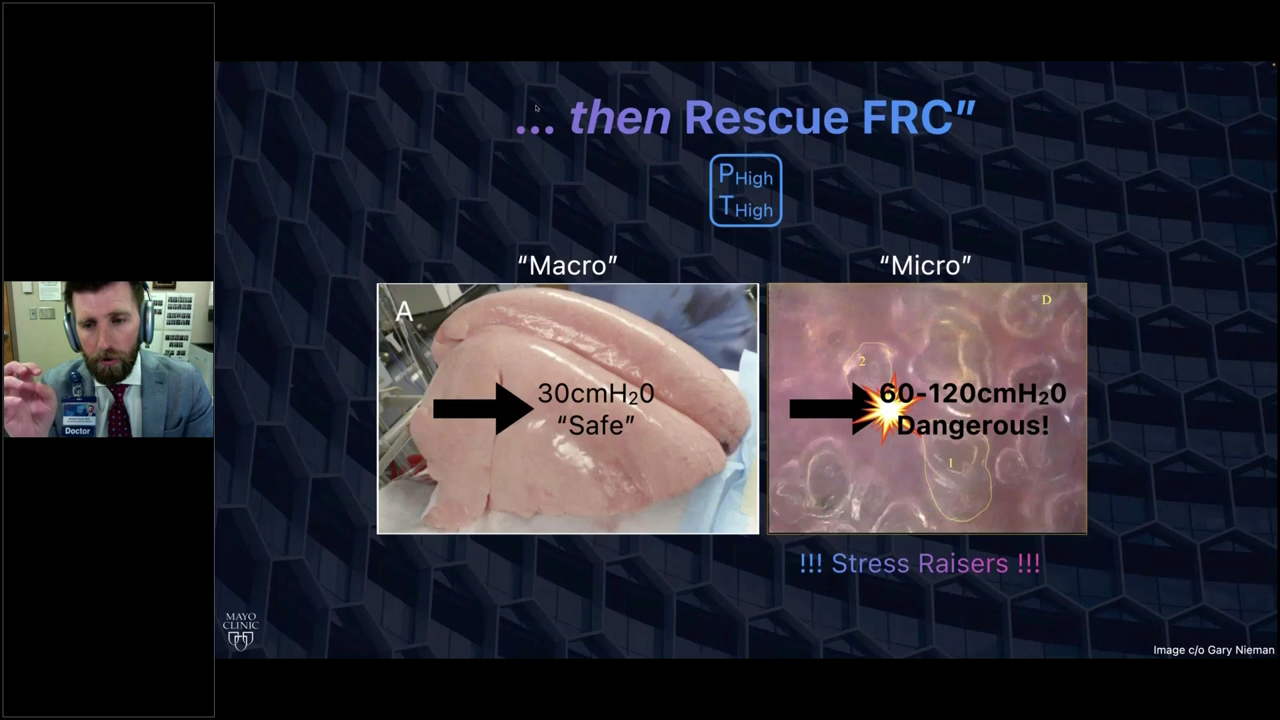 ... then Rescue FRC”
PHigh
THigh
“Macro”
“Micro”
A
30cmH₂0
“Safe”
D
2
60-120cmH₂0
Dangerous!
1
!!! Stress Raisers !!!
MAYO
CLINIC
Image c/o Gary Nieman
Doctor